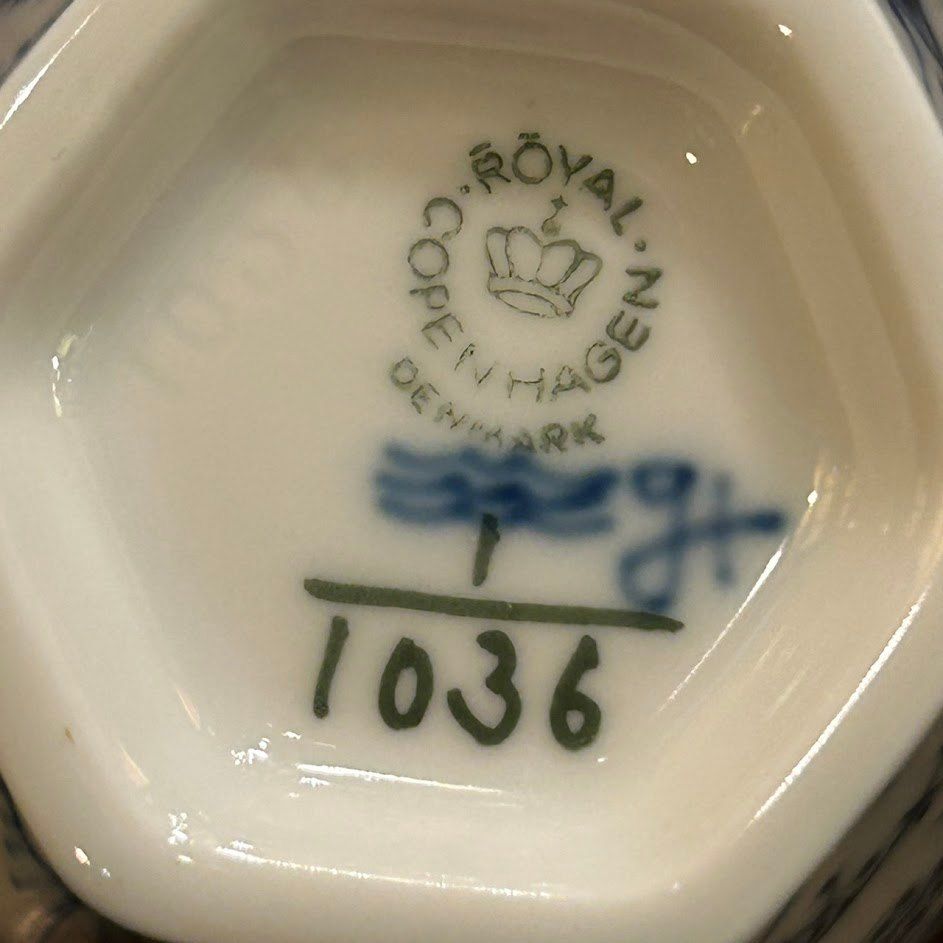 ROYAL
COPENHAGEN
DENMARK
1
1036